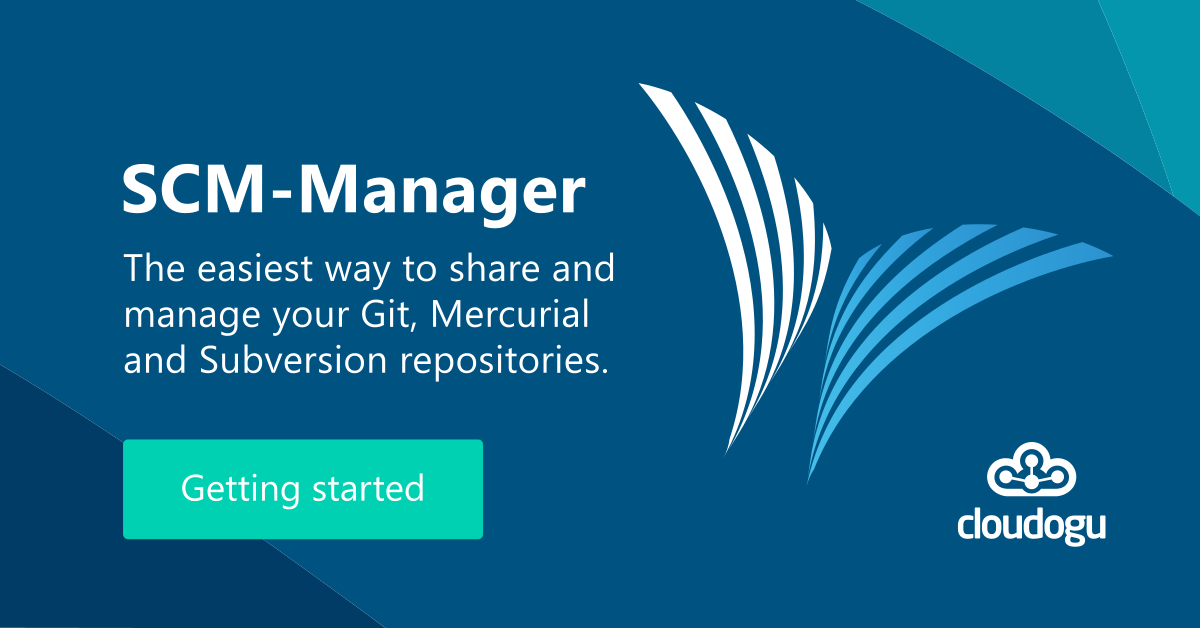 SCM-Manager
The easiest way to share and
manage your Git, Mercurial
and Subversion repositories.
Getting started
cloudogu